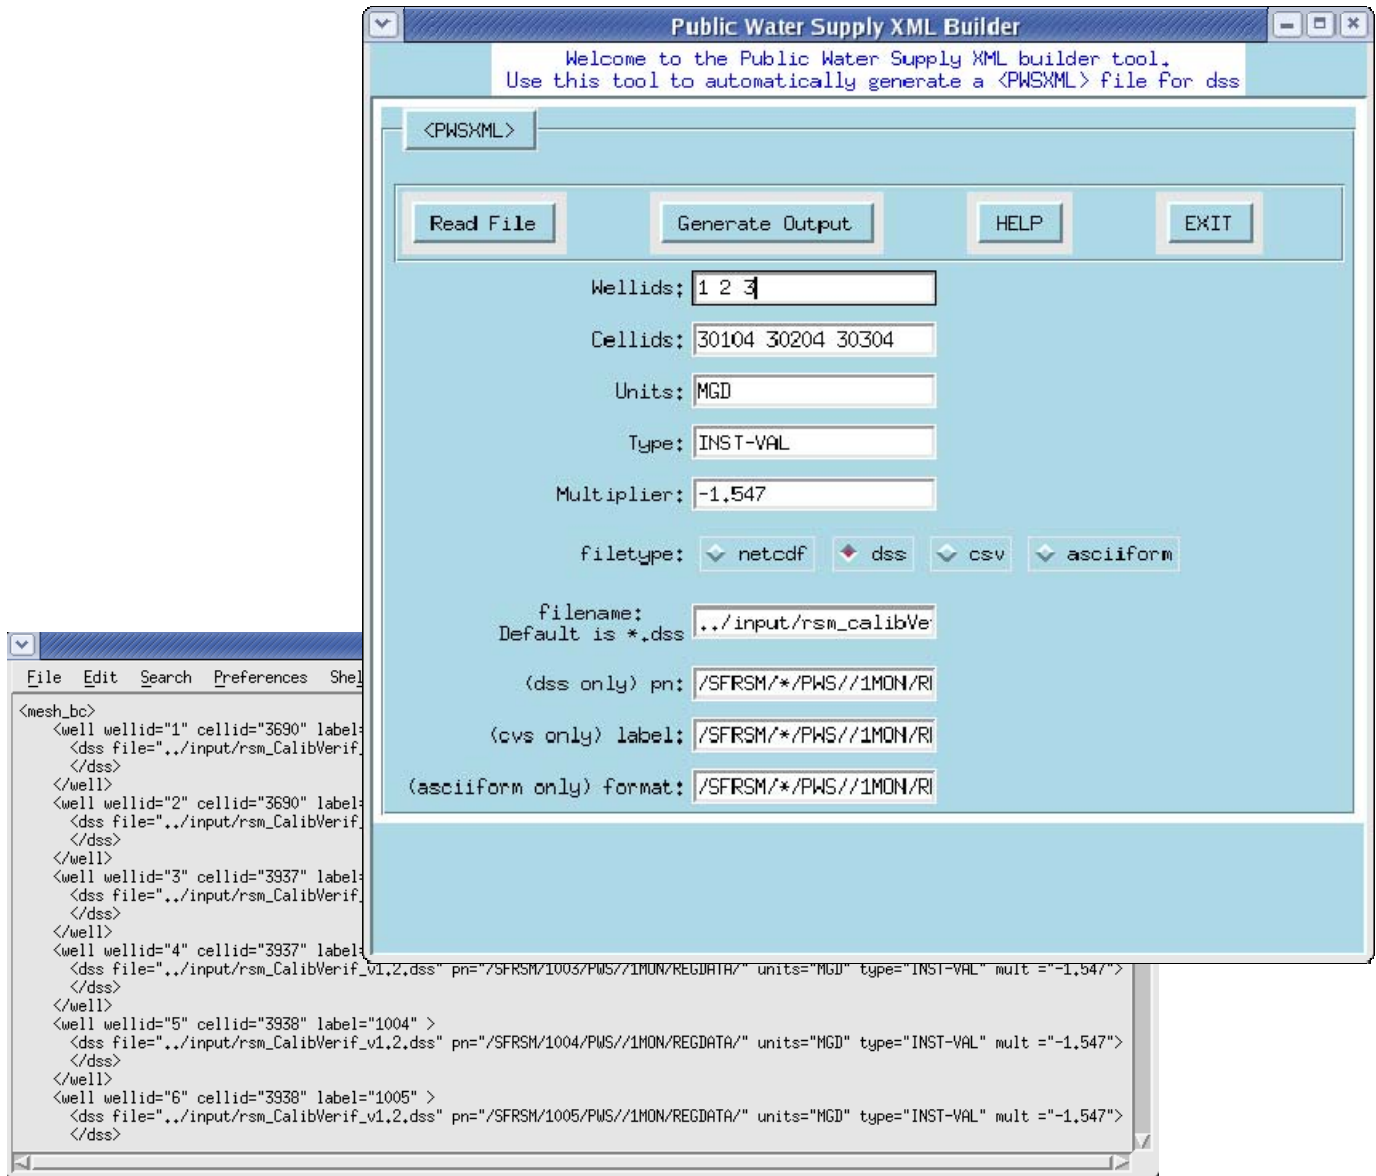 Public Water Supply XML Builder
Welcome to the Public Water Supply XML builder tool.
Use this tool to automatically generate a <PWSXML> file for dss
<PWSXML>
Read File Generate Output HELP EXIT
Wellids: 1 2 3
Cellids: 30104 30204 30304
Units: MGD
Type: INST-VAL
Multiplier: -1.547
filetype: netcdf dss csv asciiform
filename:
Default is *.dss ../input/rsm_calibVe
(dss only) pn: /SFRSM/*/PWS//1MON/R
(cvs only) label: /SFRSM/*/PWS//1MON/R
(asciiform only) format: /SFRSM/*/PWS//1MON/R
File Edit Search Preferences Shel
<mesh_bc>
<well wellid="1" cellid="3690" label=
<dss file="../input/rsm_CalibVerif_
</dss>
</well>
<well wellid="2" cellid="3690" label=
<dss file="../input/rsm_CalibVerif_
</dss>
</well>
<well wellid="3" cellid="3937" label=
<dss file="../input/rsm_CalibVerif_
</dss>
</well>
<well wellid="4" cellid="3937" label=
<dss file="../input/rsm_CalibVerif_v1.2.dss" pn="/SFRSM/1003/PWS//1MON/REGDATA/" units="MGD" type="INST-VAL" mult ="-1.547">
</dss>
</well>
<well wellid="5" cellid="3938" label="1004" >
<dss file="../input/rsm_CalibVerif_v1.2.dss" pn="/SFRSM/1004/PWS//1MON/REGDATA/" units="MGD" type="INST-VAL" mult ="-1.547">
</dss>
</well>
<well wellid="6" cellid="3938" label="1005" >
<dss file="../input/rsm_CalibVerif_v1.2.dss" pn="/SFRSM/1005/PWS//1MON/REGDATA/" units="MGD" type="INST-VAL" mult ="-1.547">
</dss>